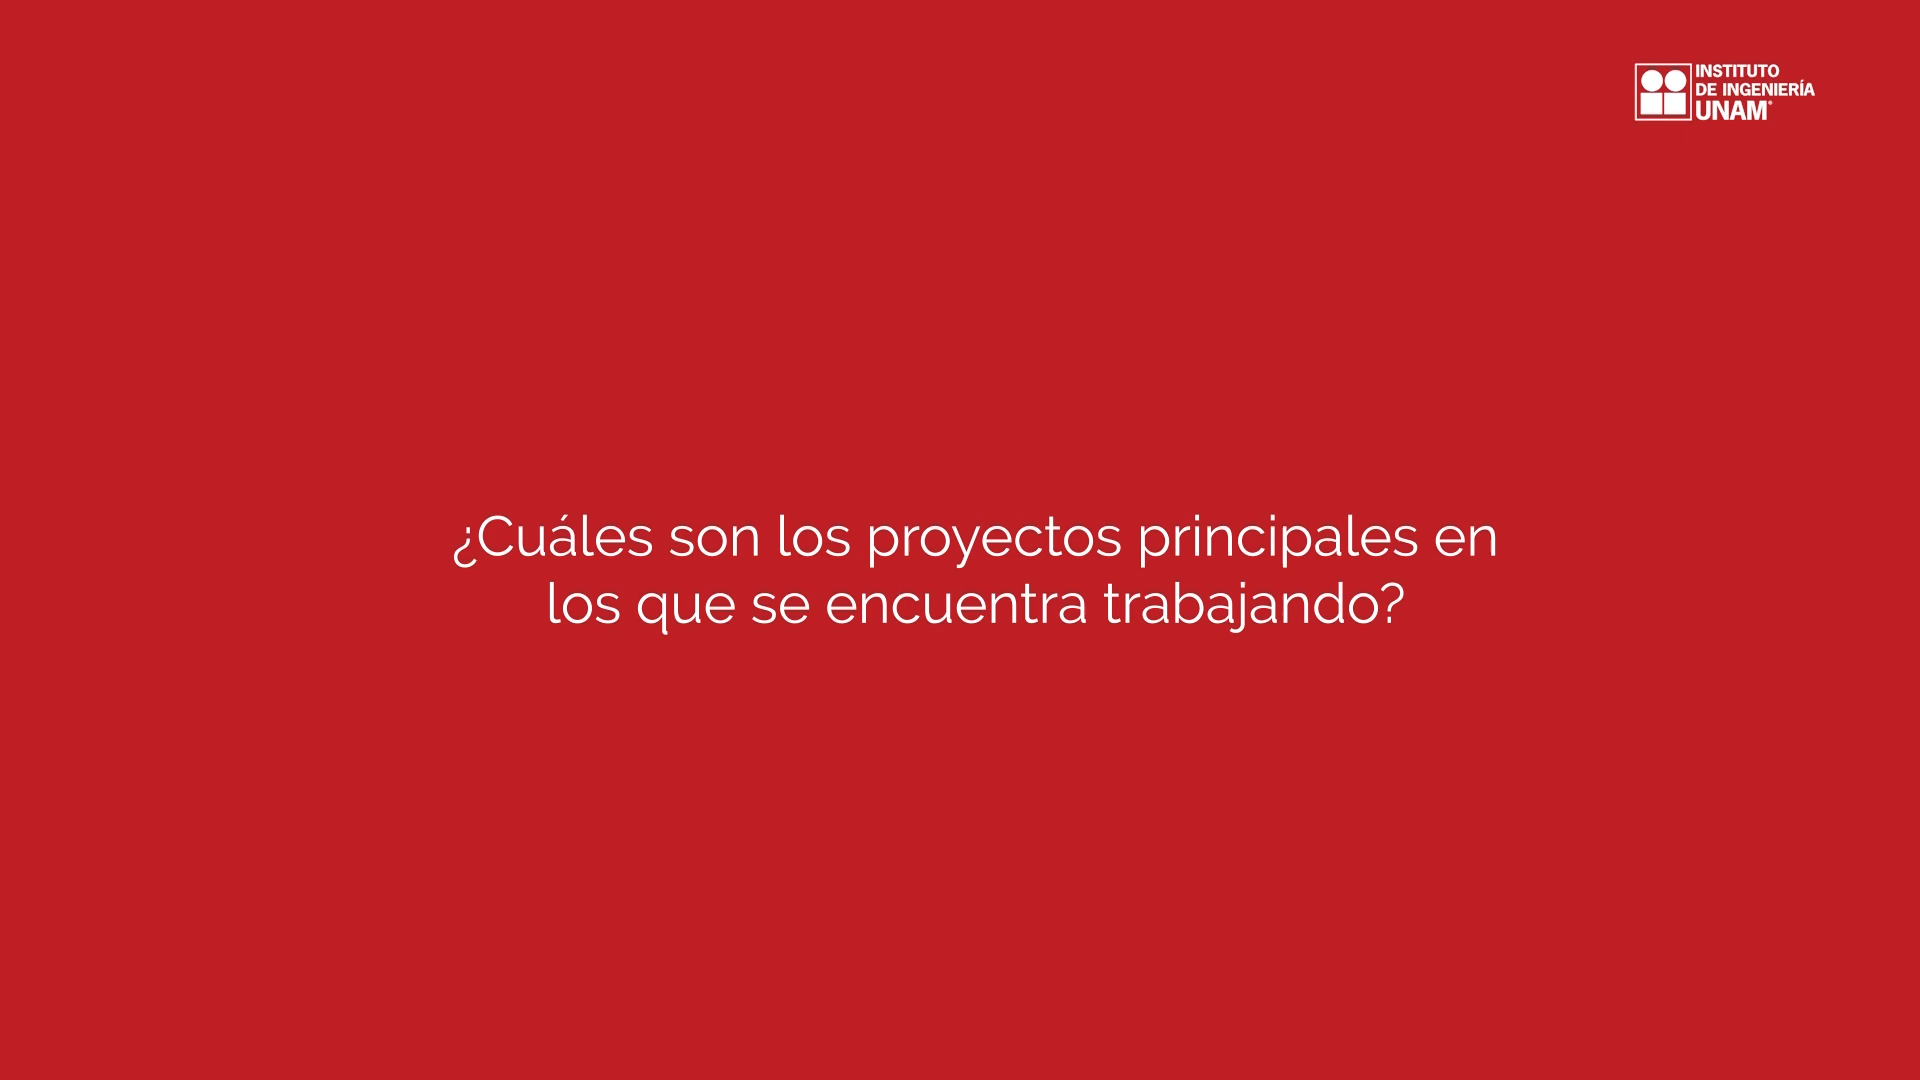 INSTITUTO
DE INGENIERÍA
UNAM®
¿Cuáles son los proyectos principales en
los que se encuentra trabajando?